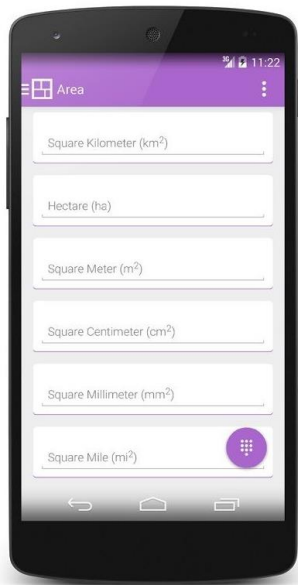 3G 11:22
Area
Square Kilometer (km²)
Hectare (ha)
Square Meter (m²)
Square Centimeter (cm²)
Square Millimeter (mm²)
Square Mile (mi²)